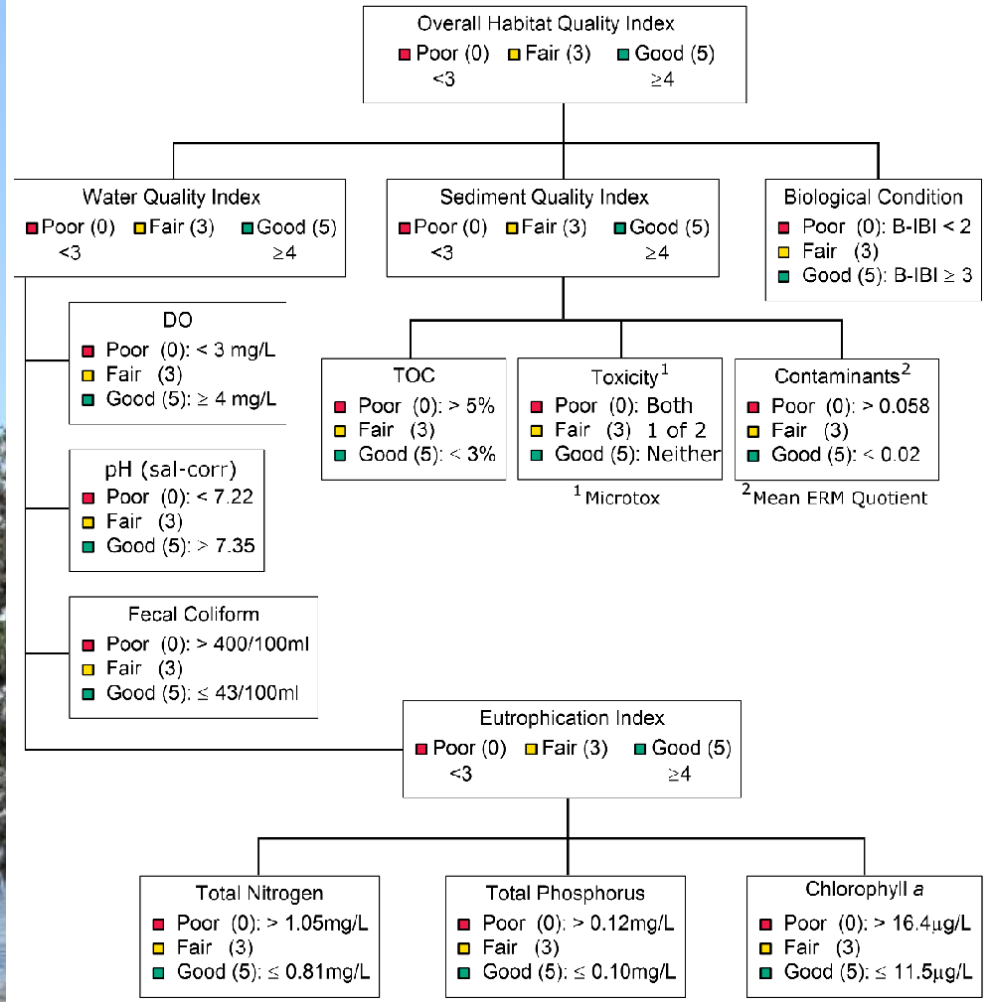 Overall Habitat Quality Index
Poor (0) Fair (3) Good (5)
<3 ≥4
Water Quality Index
Poor (0) Fair (3) Good (5)
<3 ≥4
Sediment Quality Index
Poor (0) Fair (3) Good (5)
<3 ≥4
Biological Condition
Poor (0): B-IBI < 2
Fair (3)
Good (5): B-IBI ≥ 3
DO
Poor (0): < 3 mg/L
Fair (3)
Good (5): ≥ 4 mg/L
TOC
Poor (0): > 5%
Fair (3)
Good (5): < 3%
Toxicity¹
Poor (0): Both
Fair (3) 1 of 2
Good (5): Neither
¹Microtox
Contaminants²
Poor (0): > 0.058
Fair (3)
Good (5): < 0.02
²Mean ERM Quotient
pH (sal-corr)
Poor (0): < 7.22
Fair (3)
Good (5): > 7.35
Fecal Coliform
Poor (0): > 400/100ml
Fair (3)
Good (5): ≤ 43/100ml
Eutrophication Index
Poor (0) Fair (3) Good (5)
<3 ≥4
Total Nitrogen
Poor (0): > 1.05mg/L
Fair (3)
Good (5): ≤ 0.81mg/L
Total Phosphorus
Poor (0): > 0.12mg/L
Fair (3)
Good (5): ≤ 0.10mg/L
Chlorophyll a
Poor (0): > 16.4µg/L
Fair (3)
Good (5): ≤ 11.5µg/L